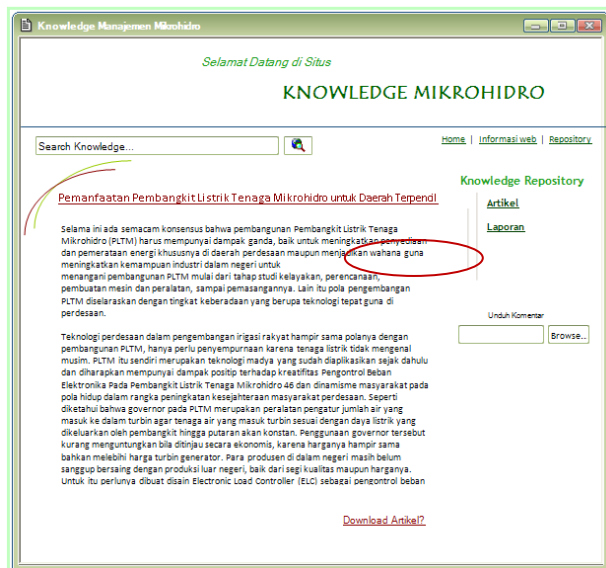 Knowledge Manajemen Mikrohidro
Selamat Datang di Situs
KNOWLEDGE MIKROHIDRO
Search Knowledge...
Home | Informasi web | Repository
Knowledge Repository
Artikel
Laporan
Unduh Komentar
Browse...
Pemanfaatan Pembangkit Listrik Tenaga Mikrohidro untuk Daerah Terpencil
Selama ini ada semacam konsensus bahwa pembangunan Pembangkit Listrik Tenaga
Mikrohidro (PLTM) harus mempunyai dampak ganda, baik untuk meningkatkan penyediaan
dan pemerataan energi khususnya di daerah perdesaan maupun menjadikan wahana guna
meningkatkan kemampuan industri dalam negeri untuk
menangani pembangunan PLTM mulai dari tahap studi kelayakan, perencanaan,
pembuatan mesin dan peralatan, sampai pemasangannya. Lain itu pola pengembangan
PLTM diselaraskan dengan tingkat keberadaan yang berupa teknologi tepat guna di
perdesaan.
Teknologi perdesaan dalam pengembangan irigasi rakyat hampir sama polanya dengan
pembangunan PLTM, hanya perlu penyempurnaan karena tenaga listrik tidak mengenal
musim. PLTM itu sendiri merupakan teknologi madya yang sudah diaplikasikan sejak dahulu
dan diharapkan mempunyai dampak positip terhadap kreatifitas Pengontrol Beban
Elektronika Pada Pembangkit Listrik Tenaga Mikrohidro 46 dan dinamisme masyarakat pada
pola hidup dalam rangka peningkatan kesejahteraan masyarakat perdesaan. Seperti
diketahui bahwa governor pada PLTM merupakan peralatan pengatur jumlah air yang
masuk ke dalam turbin agar tenaga air yang masuk turbin sesuai dengan daya listrik yang
dikeluarkan oleh pembangkit hingga putaran akan konstan. Penggunaan governor tersebut
kurang menguntungkan bila ditinjau secara ekonomis, karena harganya hampir sama
bahkan melebihi harga turbin generator. Para produsen di dalam negeri masih belum
sanggup bersaing dengan produksi luar negeri, baik dari segi kualitas maupun harganya.
Untuk itu perlunya dibuat disain Electronic Load Controller (ELC) sebagai pengontrol beban
Download Artikel?